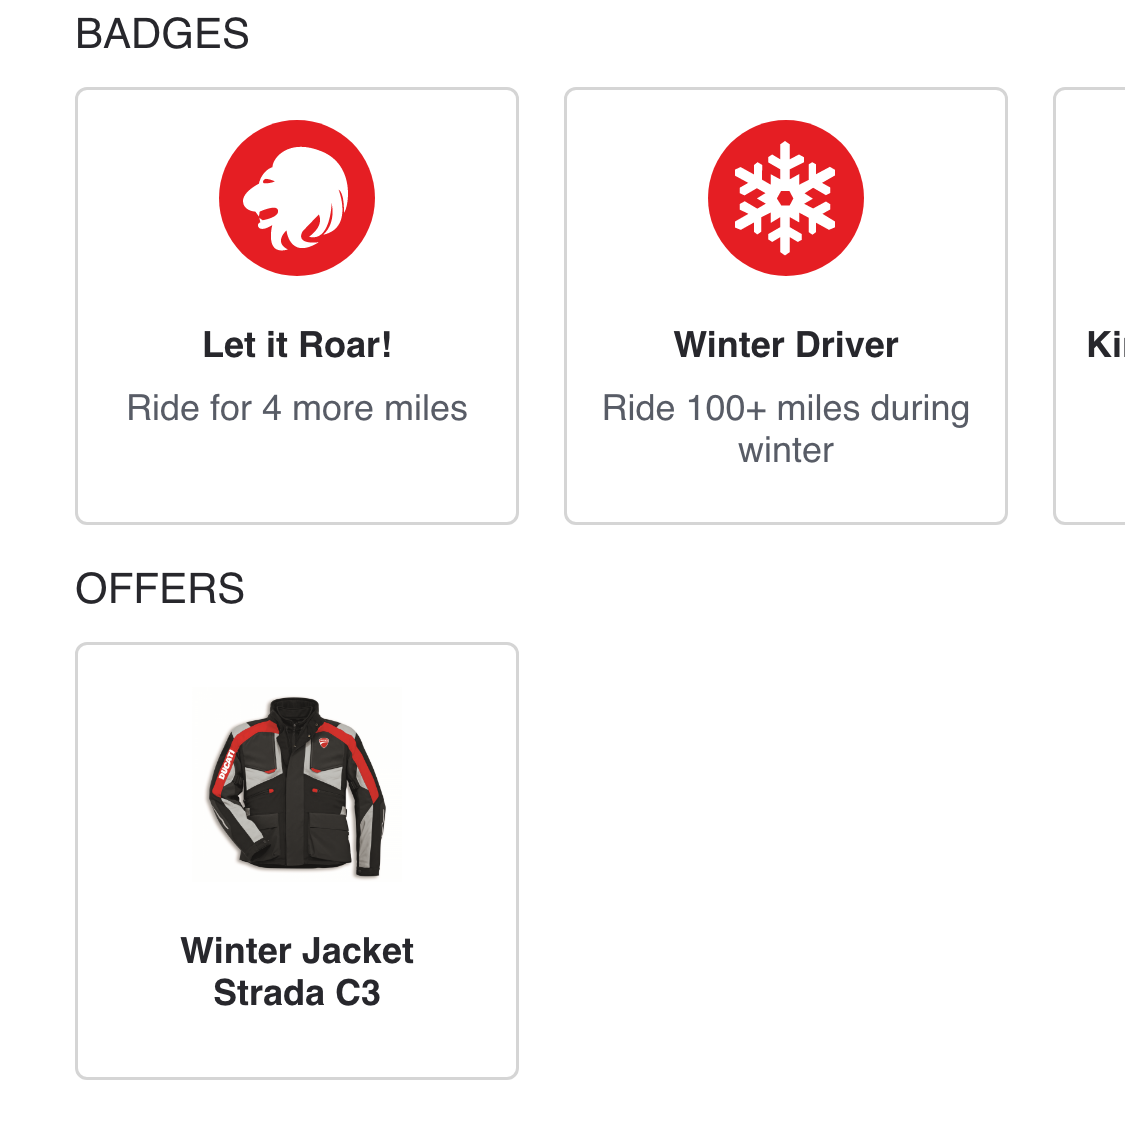 BADGES
Let it Roar!
Ride for 4 more miles
Winter Driver
Ride 100+ miles during
winter
OFFERS
DUCATI
Winter Jacket
Strada C3